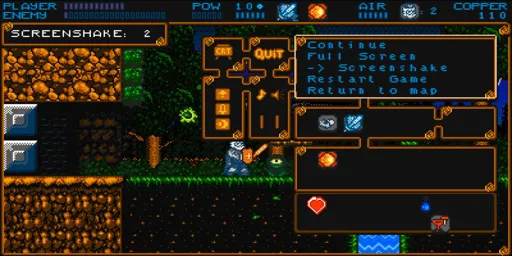 PLAYER POW 10 AIR COPPER
ENEMY : 2 110
SCREENSHAKE: 2
CRT QUIT
Continue
Full Screen
-> Screenshake
Restart Game
Return to map